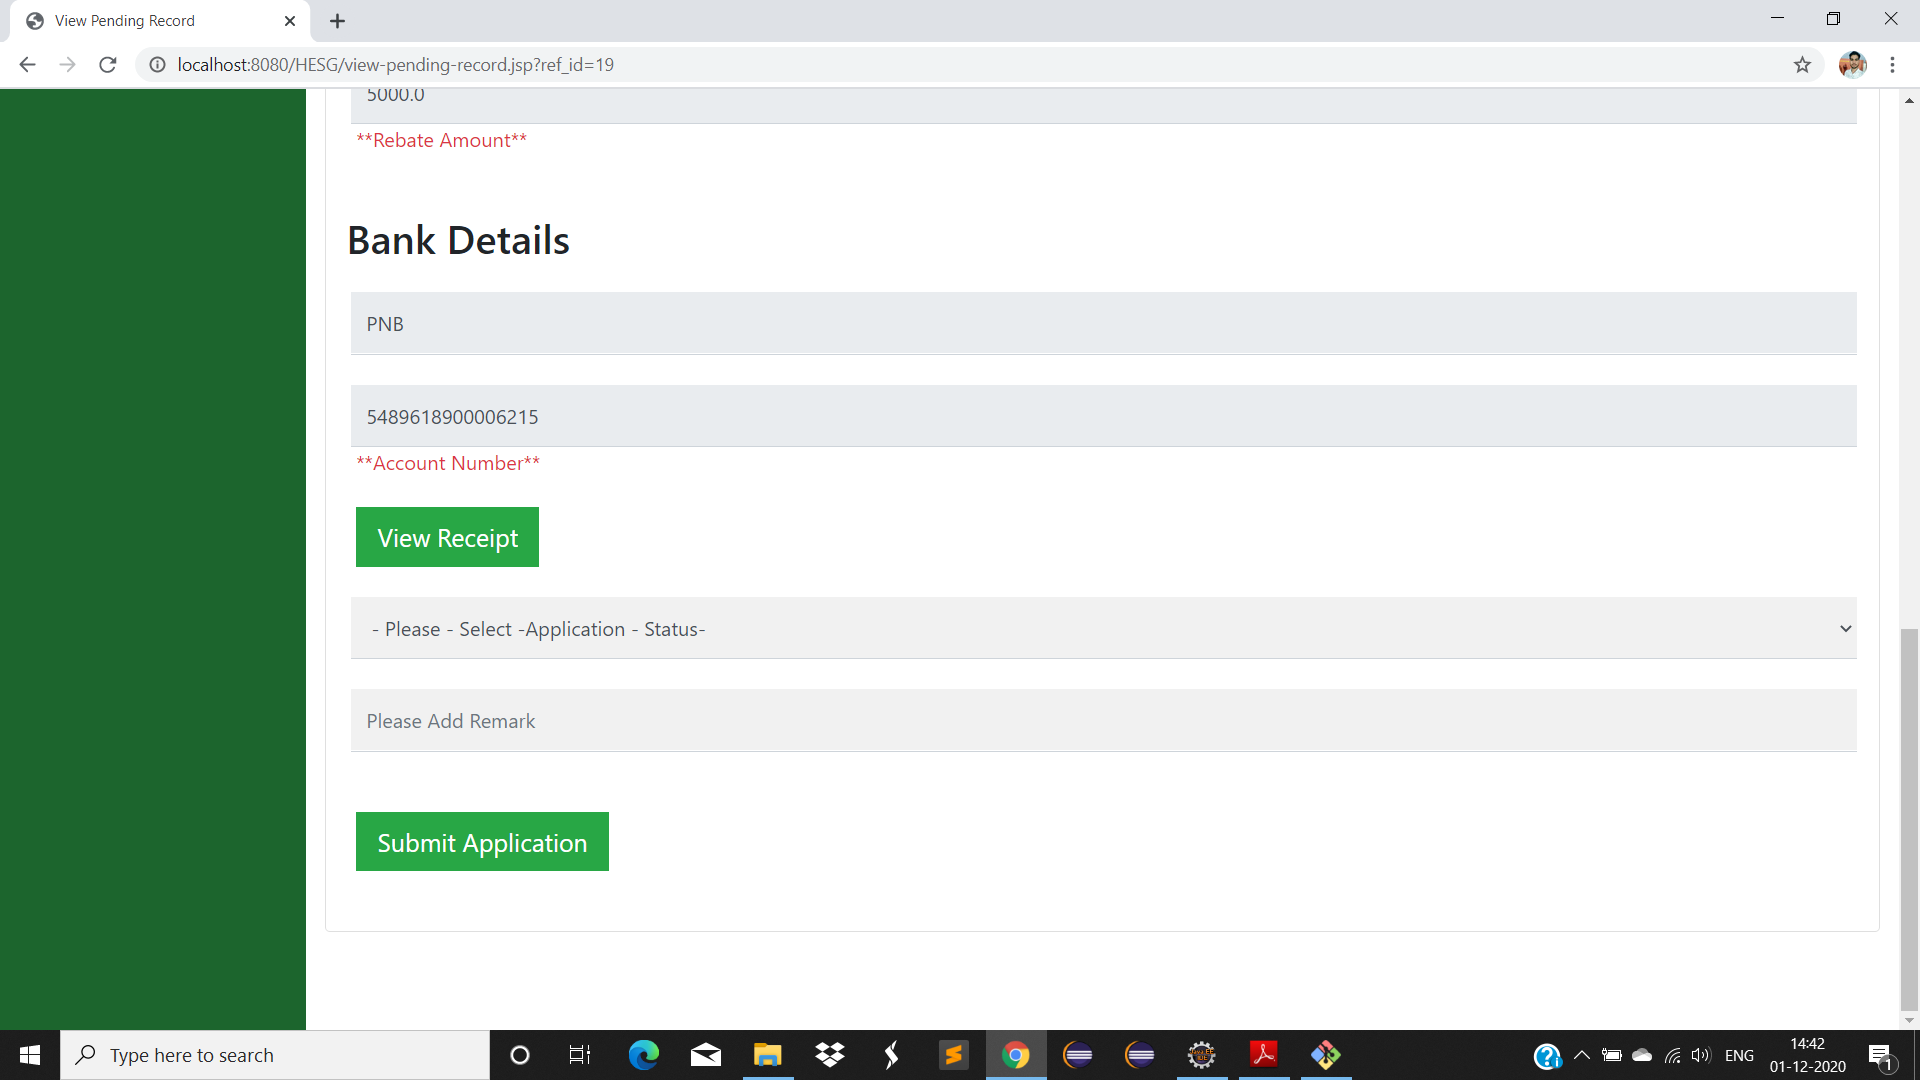 View Pending Record
localhost:8080/HESG/view-pending-record.jsp?ref_id=19
5000.0
**Rebate Amount**
Bank Details
PNB
5489618900006215
**Account Number**
View Receipt
- Please - Select -Application - Status-
Please Add Remark
Submit Application
Type here to search
ENG
14:42
01-12-2020
1